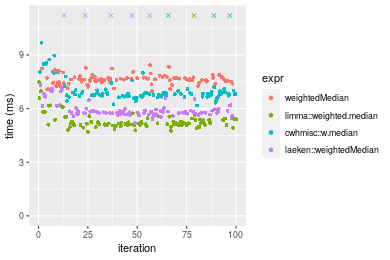 9
6
3
0
time (ms)
0
25
50
75
100
iteration
expr
weightedMedian
limma::weighted.median
cwhmisc::w.median
laeken::weightedMedian